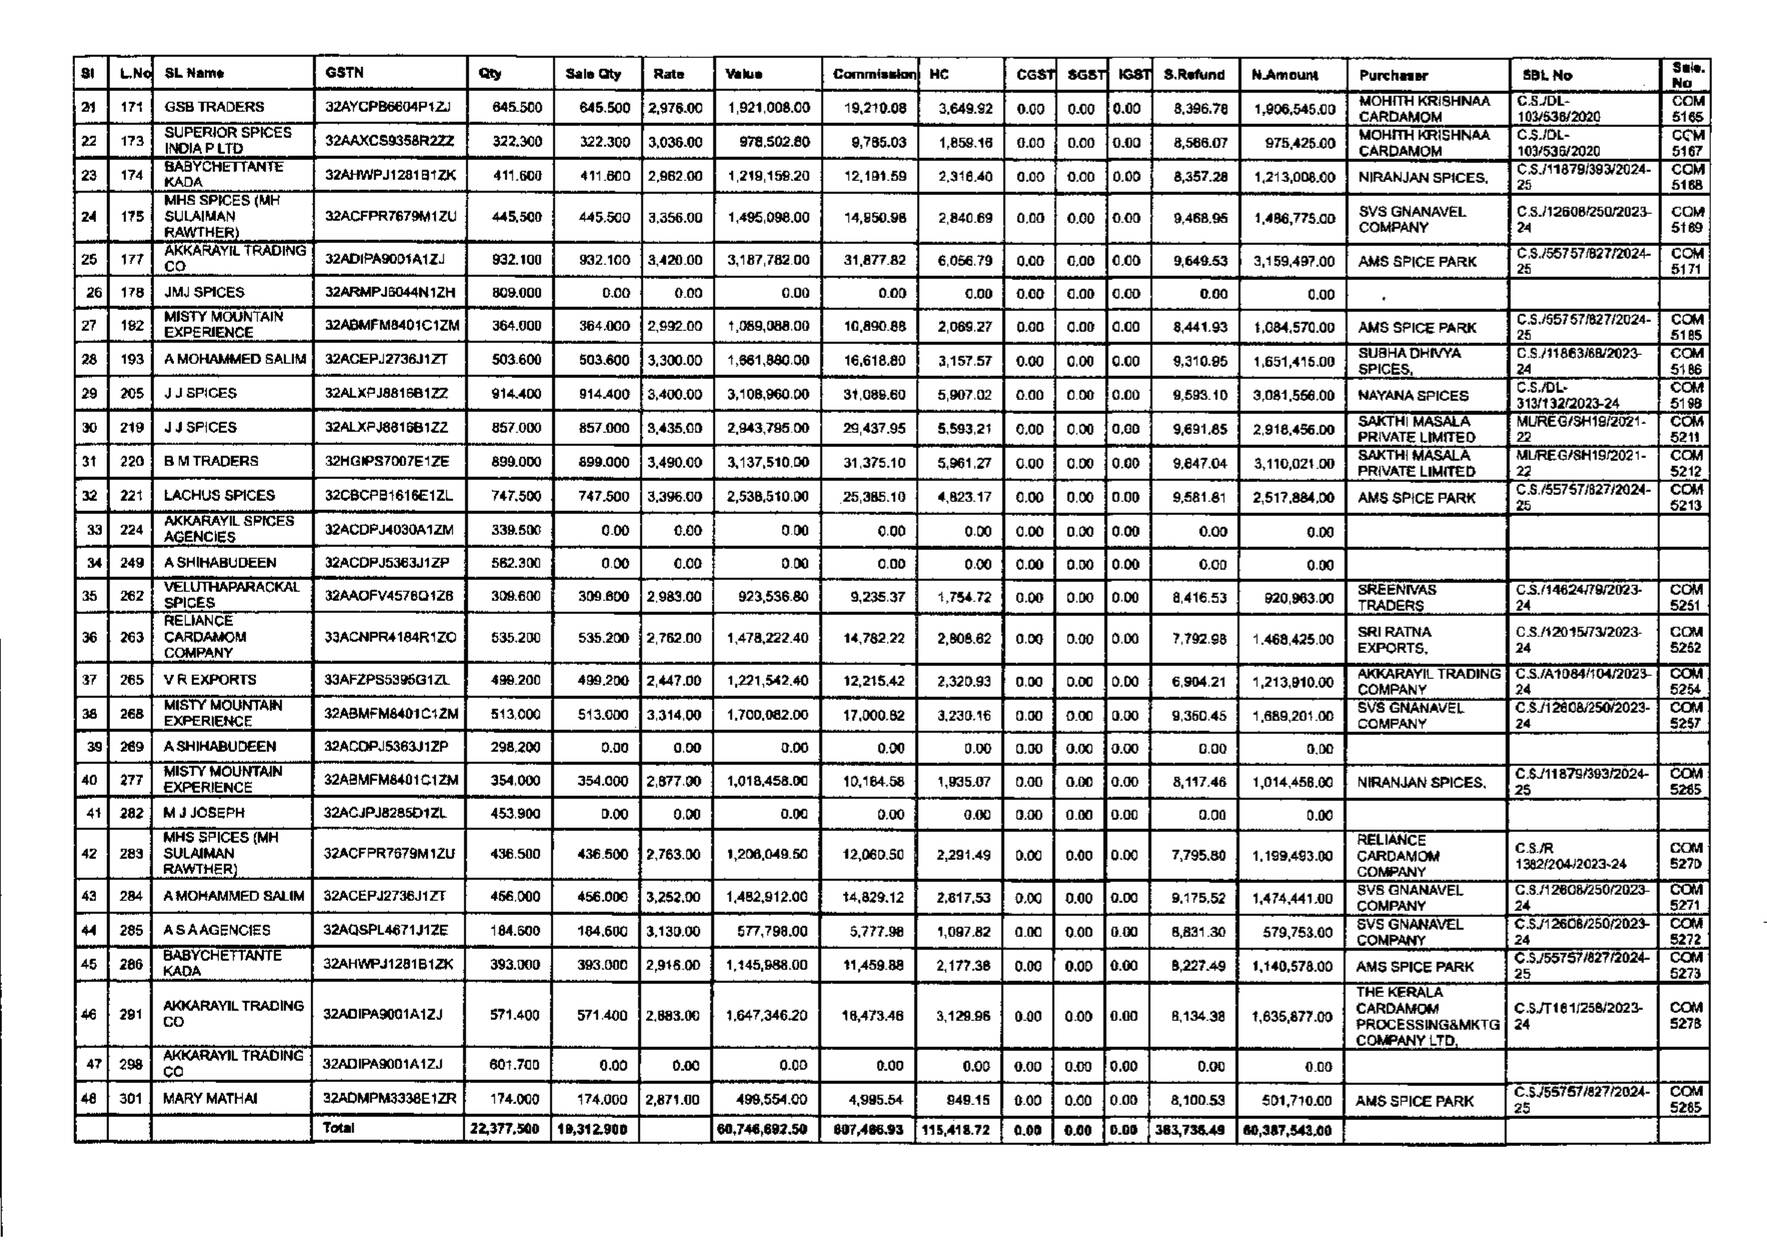 Sl L.No SL Name GSTN Qty Sale Qty Rate Value Commission HC CGST SGST IGST S.Refund N.Amount Purchaser SBL No Sale. No
21 171 GSB TRADERS 32AYCPB6604P1ZJ 645.500 645.500 2,976.00 1,921,008.00 19,210.08 3,649.92 0.00 0.00 0.00 8,396.78 1,906,545.00 MOHITH KRISHNAA CARDAMOM C.S./DL-103/536/2020 COM 5165
22 173 SUPERIOR SPICES INDIA P LTD 32AAXCS9358R2ZZ 322.300 322.300 3,036.00 978,502.80 9,785.03 1,859.16 0.00 0.00 0.00 8,566.07 975,425.00 MOHITH KRISHNAA CARDAMOM C.S./DL-103/536/2020 COM 5167
23 174 BABYCHETTANTE KADA 32AHWPJ1281B1ZK 411.600 411.600 2,962.00 1,219,159.20 12,191.59 2,316.40 0.00 0.00 0.00 8,357.28 1,213,008.00 NIRANJAN SPICES, C.S./11879/393/2024-25 COM 5168
24 175 MHS SPICES (MH SULAIMAN RAWTHER) 32ACFPR7679M1ZU 445.500 445.500 3,356.00 1,495,098.00 14,950.98 2,840.69 0.00 0.00 0.00 9,468.95 1,486,775.00 SVS GNANAVEL COMPANY C.S./12608/250/2023-24 COM 5169
25 177 AKKARAYIL TRADING CO 32ADIPA9001A1ZJ 932.100 932.100 3,420.00 3,187,782.00 31,877.82 6,056.79 0.00 0.00 0.00 9,649.53 3,159,497.00 AMS SPICE PARK C.S./55757/827/2024-25 COM 5171
26 178 JMJ SPICES 32ARMPJ6044N1ZH 809.000 0.00 0.00 0.00 0.00 0.00 0.00 0.00 0.00 0.00 0.00
27 192 MISTY MOUNTAIN EXPERIENCE 32ABMFM8401C1ZM 364.000 364.000 2,992.00 1,089,088.00 10,890.88 2,069.27 0.00 0.00 0.00 8,441.93 1,084,570.00 AMS SPICE PARK C.S./55757/827/2024-25 COM 5185
28 193 A MOHAMMED SALIM 32ACEPJ2736J1ZT 503.600 503.600 3,300.00 1,661,880.00 16,618.80 3,157.57 0.00 0.00 0.00 9,310.95 1,651,415.00 SUBHA DHIVYA SPICES, C.S./11863/68/2023-24 COM 5186
29 205 J J SPICES 32ALXPJ8816B1ZZ 914.400 914.400 3,400.00 3,108,960.00 31,089.60 5,907.02 0.00 0.00 0.00 9,593.10 3,081,556.00 NAYANA SPICES C.S./DL-313/132/2023-24 COM 5198
30 219 J J SPICES 32ALXPJ8816B1ZZ 857.000 857.000 3,435.00 2,943,795.00 29,437.95 5,593.21 0.00 0.00 0.00 9,691.85 2,918,456.00 SAKTHI MASALA PRIVATE LIMITED MUREG/SH19/2021-22 COM 5211
31 220 B M TRADERS 32HGIPS7007E1ZE 899.000 899.000 3,490.00 3,137,510.00 31,375.10 5,961.27 0.00 0.00 0.00 9,847.04 3,110,021.00 SAKTHI MASALA PRIVATE LIMITED MUREG/SH19/2021-22 COM 5212
32 221 LACHUS SPICES 32CBCPB1616E1ZL 747.500 747.500 3,396.00 2,538,510.00 25,385.10 4,823.17 0.00 0.00 0.00 9,581.81 2,517,884.00 AMS SPICE PARK C.S./55757/827/2024-25 COM 5213
33 224 AKKARAYIL SPICES AGENCIES 32ACDPJ4030A1ZM 339.500 0.00 0.00 0.00 0.00 0.00 0.00 0.00 0.00 0.00 0.00
34 249 A SHIHABUDEEN 32ACDPJ5363J1ZP 562.300 0.00 0.00 0.00 0.00 0.00 0.00 0.00 0.00 0.00 0.00
35 262 VELUTHAPARACKAL SPICES 32AAOFV4576Q1Z6 309.600 309.600 2,983.00 923,536.80 9,235.37 1,754.72 0.00 0.00 0.00 8,416.53 920,963.00 SREENIVAS TRADERS C.S./14624/79/2023-24 COM 5251
36 263 RELIANCE CARDAMOM COMPANY 33ACNPR4184R1ZO 535.200 535.200 2,762.00 1,478,222.40 14,782.22 2,808.62 0.00 0.00 0.00 7,792.98 1,468,425.00 SRI RATNA EXPORTS, C.S./12015/73/2023-24 COM 5252
37 265 V R EXPORTS 33AFZPS5395G1ZL 499.200 499.200 2,447.00 1,221,542.40 12,215.42 2,320.93 0.00 0.00 0.00 6,904.21 1,213,910.00 AKKARAYIL TRADING COMPANY C.S./A1084/104/2023-24 COM 5254
38 268 MISTY MOUNTAIN EXPERIENCE 32ABMFM8401C1ZM 513.000 513.000 3,314.00 1,700,082.00 17,000.82 3,230.16 0.00 0.00 0.00 9,350.45 1,689,201.00 SVS GNANAVEL COMPANY C.S./12608/250/2023-24 COM 5257
39 269 A SHIHABUDEEN 32ACDPJ5363J1ZP 298.200 0.00 0.00 0.00 0.00 0.00 0.00 0.00 0.00 0.00 0.00
40 277 MISTY MOUNTAIN EXPERIENCE 32ABMFM8401C1ZM 354.000 354.000 2,877.00 1,018,458.00 10,184.58 1,935.07 0.00 0.00 0.00 8,117.46 1,014,456.00 NIRANJAN SPICES, C.S./11879/393/2024-25 COM 5265
41 282 M J JOSEPH 32ACJPJ8285D1ZL 453.900 0.00 0.00 0.00 0.00 0.00 0.00 0.00 0.00 0.00 0.00
42 283 MHS SPICES (MH SULAIMAN RAWTHER) 32ACFPR7679M1ZU 436.500 436.500 2,763.00 1,206,049.50 12,060.50 2,291.49 0.00 0.00 0.00 7,795.80 1,199,493.00 RELIANCE CARDAMOM COMPANY C.S./R 1382/204/2023-24 COM 5270
43 284 A MOHAMMED SALIM 32ACEPJ2736J1ZT 456.000 456.000 3,252.00 1,482,912.00 14,829.12 2,817.53 0.00 0.00 0.00 9,175.52 1,474,441.00 SVS GNANAVEL COMPANY C.S./12608/250/2023-24 COM 5271
44 285 A S A AGENCIES 32AQSPL4671J1ZE 184.600 184.600 3,130.00 577,798.00 5,777.98 1,097.82 0.00 0.00 0.00 8,831.30 579,753.00 SVS GNANAVEL COMPANY C.S./12608/250/2023-24 COM 5272
45 286 BABYCHETTANTE KADA 32AHWPJ1281B1ZK 393.000 393.000 2,916.00 1,145,988.00 11,459.88 2,177.38 0.00 0.00 0.00 8,227.49 1,140,578.00 AMS SPICE PARK C.S./55757/827/2024-25 COM 5273
46 291 AKKARAYIL TRADING CO 32ADIPA9001A1ZJ 571.400 571.400 2,883.00 1,647,346.20 16,473.46 3,129.96 0.00 0.00 0.00 8,134.38 1,635,877.00 THE KERALA CARDAMOM PROCESSING&MKTG COMPANY LTD, C.S./T161/258/2023-24 COM 5278
47 298 AKKARAYIL TRADING CO 32ADIPA9001A1ZJ 601.700 0.00 0.00 0.00 0.00 0.00 0.00 0.00 0.00 0.00 0.00
48 301 MARY MATHAI 32ADMPM3338E1ZR 174.000 174.000 2,871.00 499,554.00 4,995.54 949.15 0.00 0.00 0.00 8,100.53 501,710.00 AMS SPICE PARK C.S./55757/827/2024-25 COM 5285
Total 22,377.500 19,312.900 60,746,692.50 607,466.93 115,418.72 0.00 0.00 0.00 383,736.49 60,387,543.00